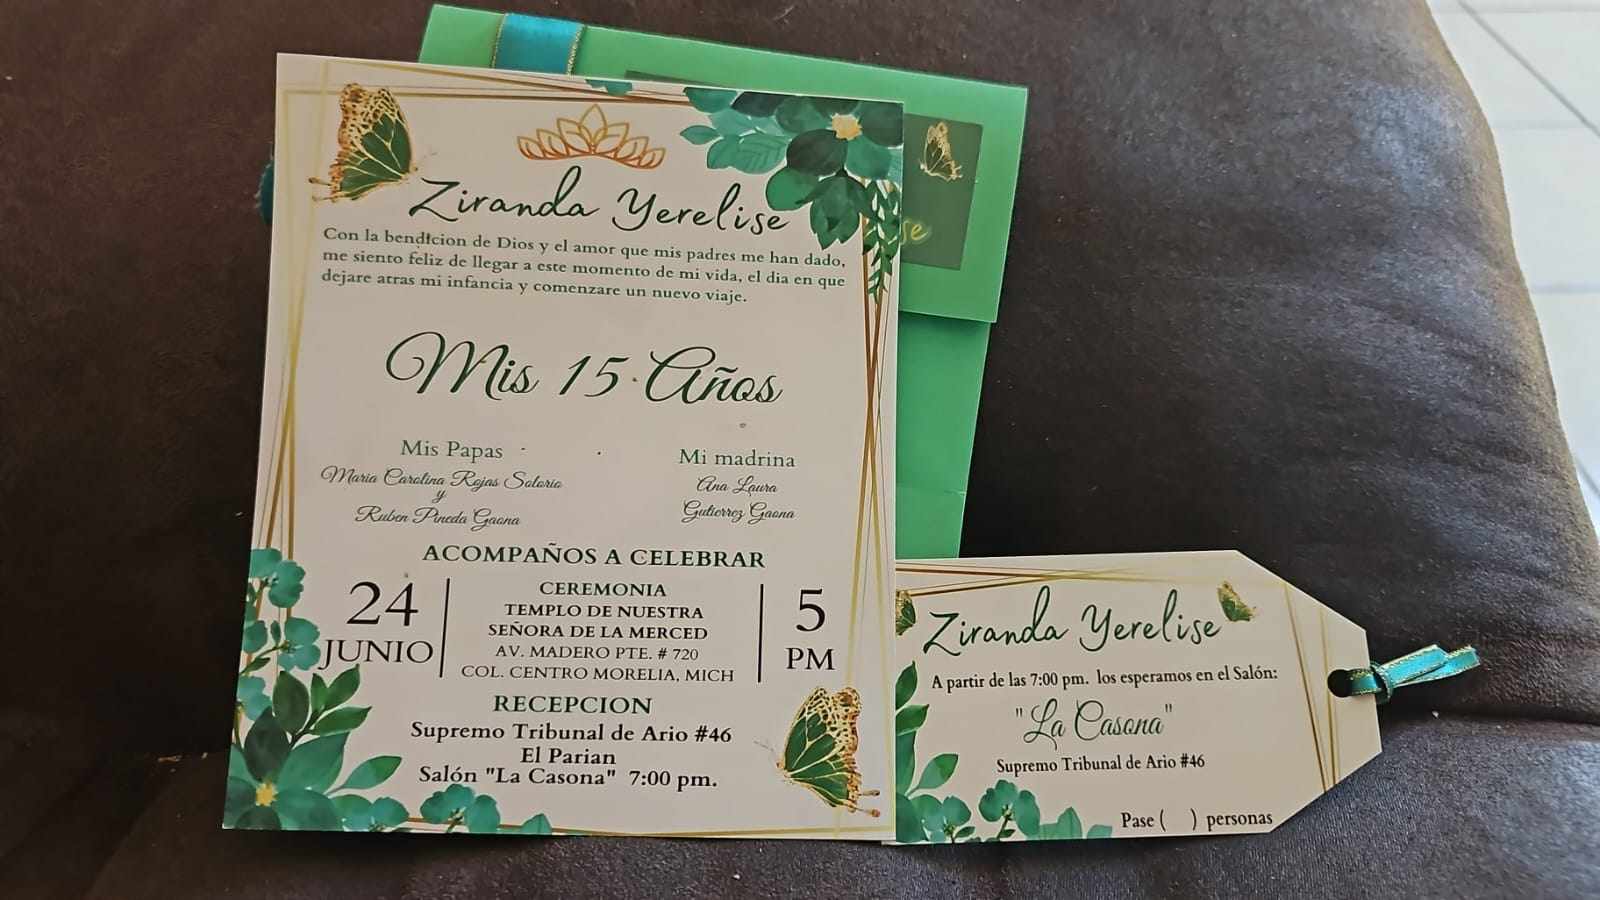 Ziranda Yerelise
Con la bendicion de Dios y el amor que mis padres me han dado,
me siento feliz de llegar a este momento de mi vida, el dia en que
dejare atras mi infancia y comenzare un nuevo viaje.
Mis 15 Años
Mis Papas
Maria Carolina Rojas Solorio
y
Ruben Pineda Gaona
Mi madrina
Ana Laura
Gutierrez Gaona
ACOMPAÑOS A CELEBRAR
24
JUNIO
CEREMONIA
TEMPLO DE NUESTRA
SEÑORA DE LA MERCED
AV. MADERO PTE. # 720
COL. CENTRO MORELIA, MICH
5
PM
RECEPCION
Supremo Tribunal de Ario #46
El Parian
Salón "La Casona" 7:00 pm.
se
Ziranda Yerelise
A partir de las 7:00 pm. los esperamos en el Salón:
"La Casona"
Supremo Tribunal de Ario #46
Pase ( ) personas